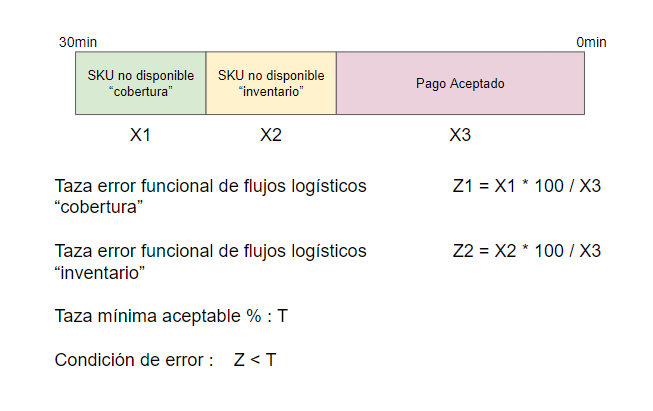 30min 0min
SKU no disponible SKU no disponible Pago Aceptado
“cobertura” “inventario”
X1 X2 X3
Taza error funcional de flujos logísticos Z1 = X1 * 100 / X3
“cobertura”
Taza error funcional de flujos logísticos Z2 = X2 * 100 / X3
“inventario”
Taza mínima aceptable % : T
Condición de error : Z < T